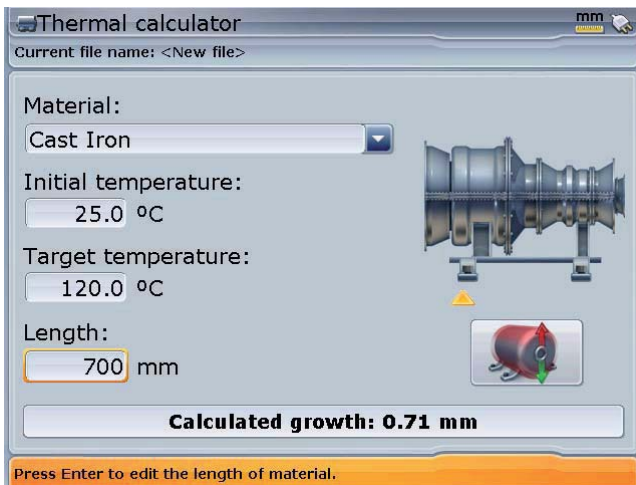 Thermal calculator
mm
Current file name: <New file>
Material:
Cast Iron
Initial temperature:
25.0 ºC
Target temperature:
120.0 ºC
Length:
700 mm
Calculated growth: 0.71 mm
Press Enter to edit the length of material.